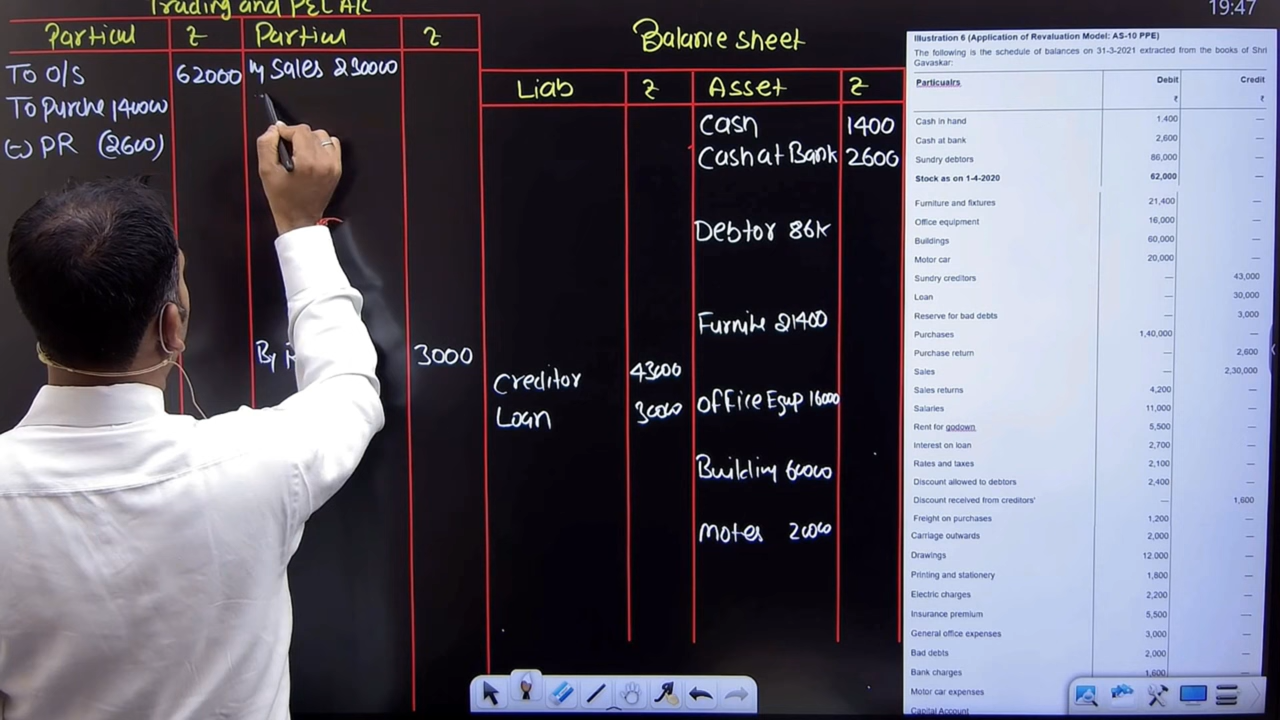 19:47
Trading and P&L A/c
Particul ₹ Particul ₹
To O/S 62000 By Sales 230000
To Purche 140000
(-) PR (2600)
3000
Balance sheet
Liab ₹ Asset ₹
Cash 1400
Cash at Bank 2600
Debtor 86k
Furnite 21400
Creditor 43000
Loan 30000
Office Equp 16000
Building 60000
Moter 20000
Illustration 6 (Application of Revaluation Model: AS-10 PPE)
The following is the schedule of balances on 31-3-2021 extracted from the books of Shri
Gavaskar:
Particuairs Debit Credit
₹ ₹
Cash in hand 1.400 —
Cash at bank 2,600 —
Sundry debtors 86,000 —
Stock as on 1-4-2020 62,000 —
Furniture and fixtures 21,400 —
Office equipment 16,000 —
Buildings 60,000 —
Motor car 20,000 —
Sundry creditors — 43,000
Loan — 30,000
Reserve for bad debts — 3,000
Purchases 1,40,000 —
Purchase return — 2,600
Sales — 2,30,000
Sales returns 4,200 —
Salaries 11,000 —
Rent for godown 5,500 —
Interest on loan 2,700 —
Rates and taxes 2,100 —
Discount allowed to debtors 2,400 —
Discount received from creditors' — 1,600
Freight on purchases 1,200 —
Carriage outwards 2,000 —
Drawings 12.000 —
Printing and stationery 1,800 —
Electric charges 2,200 —
Insurance premium 5,500 —
General office expenses 3,000 —
Bad debts 2,000 —
Bank charges 1,600 —
Motor car expenses
Capital Account